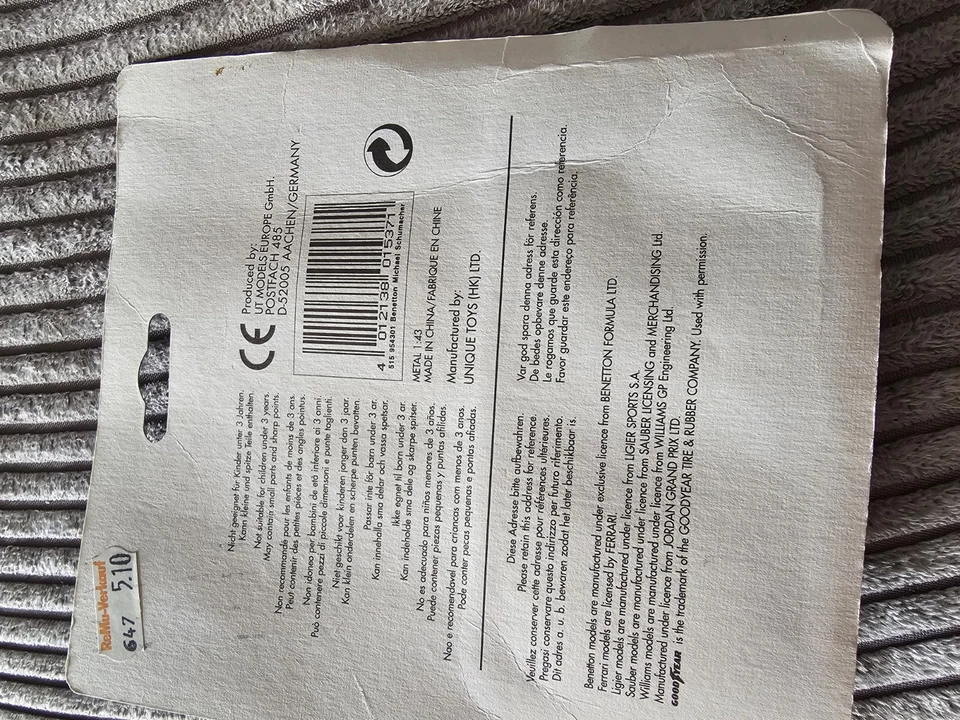 ReMu-Verkauf
647 5.10
Nicht geeignet für Kinder unter 3 Jahren.
Kann kleine und spitze Teile enthalten.
Not suitable for children under 3 years.
May contain small parts and sharp points.
Non recommandé pour les enfants de moins de 3 ans.
Peut contenir des petites pièces et des angles pointus.
Non idoneo per bambini de età inferiore ai 3 anni.
Può contenere pezzi di piccole dimensioni e punte taglienti.
Niet geschikt voor kinderen jonger dan 3 jaar.
Kan klein onderdelen en scherpe punten bevatten.
Passar inte för barn under 3 ar.
Kan innehalla sma delar och vassa spetsar.
Ikke egnet til born under 3 ar.
Kan indeholde sma dele og skarpe spitser.
No es adecuado para niños menores de 3 años.
Puede contener piezas pequenas y puntas afilidas.
Nao e recomendavel para criancas com menos de 3 anos.
Pode conter pecas pequenas e pontas afiadas.
CE
Produced by:
UT MODELS EUROPE GmbH.
POSTFACH 485
D-52005 AACHEN/GERMANY
4 012138 015371
515 954301 Benetton Michael Schumacher
METAL 1:43
MADE IN CHINA/FABRIQUE EN CHINE
Manufactured by:
UNIQUE TOYS (HK) LTD.
Diese Adresse bitte aufbewahren.
Please retain this address for reference.
Veuillez conserver cette adresse pour références ultérieures.
Pregasi conservare questo indirizzo per futuro riferimento.
Dit adres a. u. b. bewaren zodat het later beschikbaar is.
Var god spara denna adress för referens.
De bedes opbevare denne adresse.
Le rogamos que guarde esta dirección como referencia.
Favor guardar este endereço para referência.
Benetton models are manufactured under exclusive licence from BENETTON FORMULA LTD.
Ferrari models are licensed by FERRARI.
Ligier models are manufactured under licence from LIGIER SPORTS S.A.
Sauber models are manufactured under licence from SAUBER LICENSING and MERCHANDISING Ltd.
Williams models are manufactured under licence from WILLIAMS GP Engineering Ltd.
Manufactured under licence from JORDAN GRAND PRIX LTD.
GOODYEAR is the trademark of the GOODYEAR TIRE & RUBBER COMPANY. Used with permission.